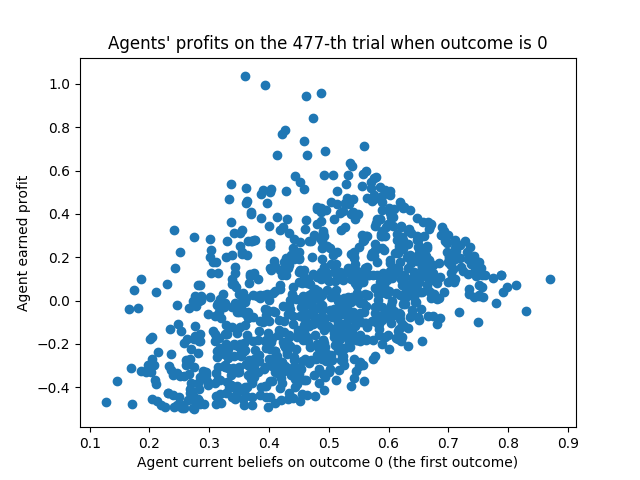 Agents' profits on the 477-th trial when outcome is 0
1.0
0.8
0.6
0.4
0.2
0.0
−0.2
−0.4
Agent earned profit
0.1 0.2 0.3 0.4 0.5 0.6 0.7 0.8 0.9
Agent current beliefs on outcome 0 (the first outcome)